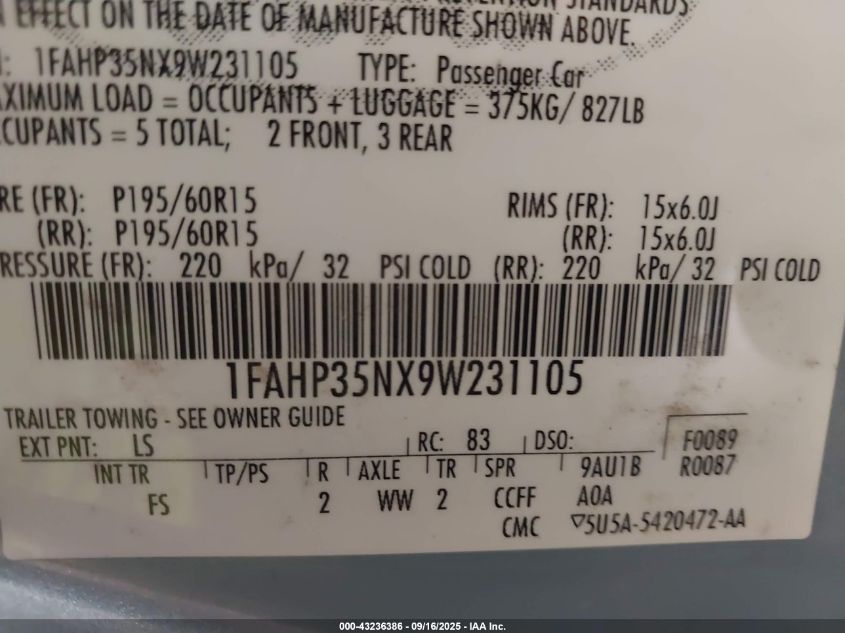 STANDARDS
EFFECT ON THE DATE OF MANUFACTURE SHOWN ABOVE.
: 1FAHP35NX9W231105 TYPE: Passenger Car
XIMUM LOAD = OCCUPANTS + LUGGAGE = 375KG/ 827LB
CUPANTS = 5 TOTAL; 2 FRONT, 3 REAR
RE (FR): P195/60R15 RIMS (FR): 15x6.0J
(RR): P195/60R15 (RR): 15x6.0J
RESSURE (FR): 220 kPa/ 32 PSI COLD (RR): 220 kPa/ 32 PSI COLD
1FAHP35NX9W231105
TRAILER TOWING - SEE OWNER GUIDE
EXT PNT: LS RC: 83 DSO: F0089
INT TR TP/PS R AXLE TR SPR 9AU1B R0087
FS 2 WW 2 CCFF AOA
CMC ▽5U5A-5420472-AA
000-43236386 - 09/16/2025 - IAA Inc.